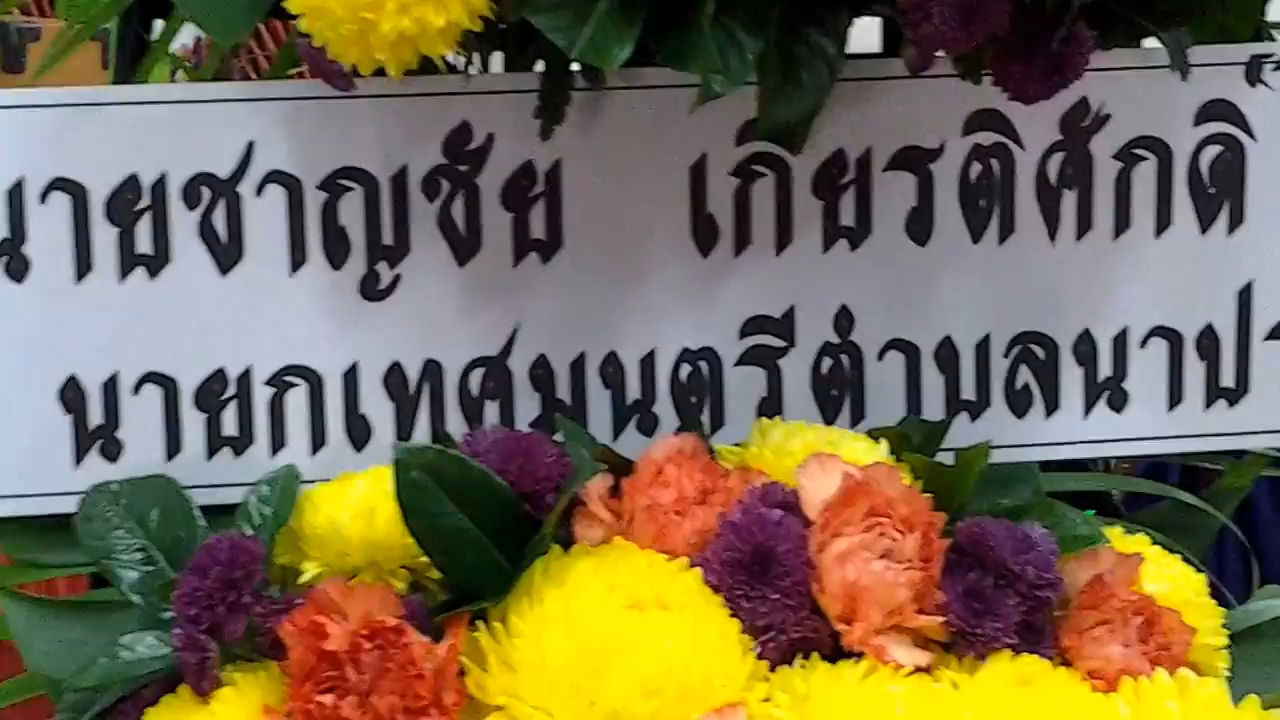 นายชาญชัย เกียรติศักดิ์
นายกเทศมนตรีตำบลนาป่า